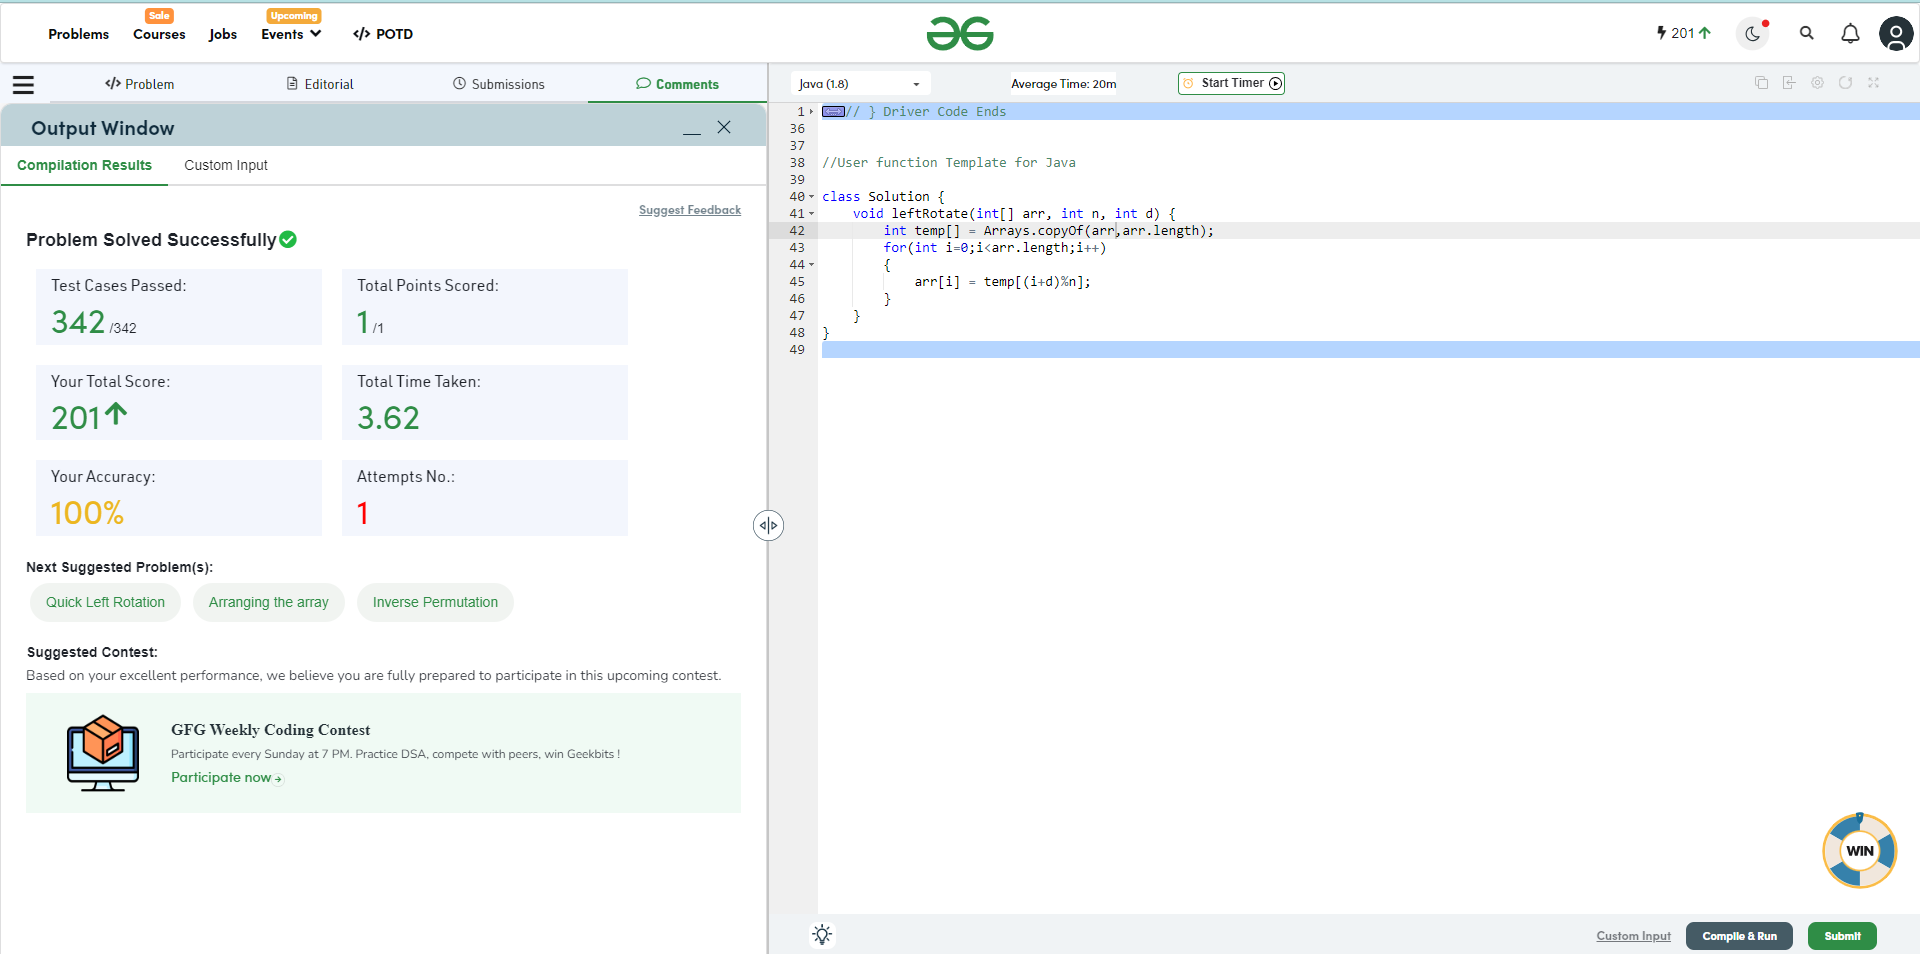 Sale
Upcoming
Problems Courses Jobs Events </> POTD
201
</> Problem Editorial Submissions Comments
Java (1.8) Average Time: 20m Start Timer
Output Window
Compilation Results Custom Input
Suggest Feedback
Problem Solved Successfully
Test Cases Passed: Total Points Scored:
342 /342 1 /1
Your Total Score: Total Time Taken:
201 3.62
Your Accuracy: Attempts No.:
100% 1
Next Suggested Problem(s):
Quick Left Rotation Arranging the array Inverse Permutation
Suggested Contest:
Based on your excellent performance, we believe you are fully prepared to participate in this upcoming contest.
GFG Weekly Coding Contest
Participate every Sunday at 7 PM. Practice DSA, compete with peers, win Geekbits !
Participate now
1 // } Driver Code Ends
36
37
38 //User function Template for Java
39
40 class Solution {
41 void leftRotate(int[] arr, int n, int d) {
42 int temp[] = Arrays.copyOf(arr,arr.length);
43 for(int i=0;i<arr.length;i++)
44 {
45 arr[i] = temp[(i+d)%n];
46 }
47 }
48 }
49
WIN
Custom Input Compile & Run Submit